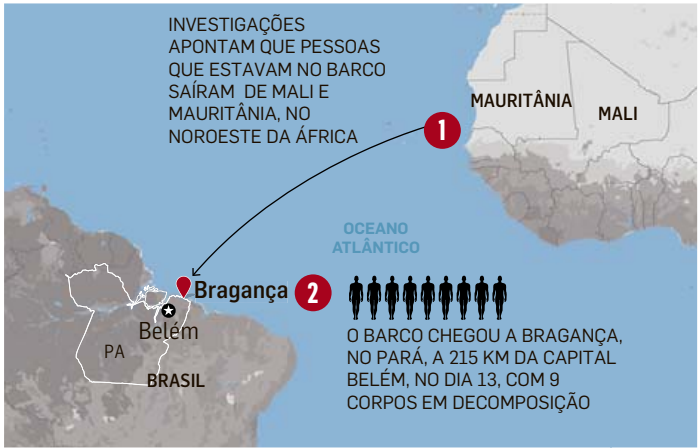 INVESTIGAÇÕES
APONTAM QUE PESSOAS
QUE ESTAVAM NO BARCO
SAÍRAM DE MALI E
MAURITÂNIA, NO
NOROESTE DA ÁFRICA
1
MAURITÂNIA
MALI
OCEANO
ATLÂNTICO
Bragança
2
Belém
PA
BRASIL
O BARCO CHEGOU A BRAGANÇA,
NO PARÁ, A 215 KM DA CAPITAL
BELÉM, NO DIA 13, COM 9
CORPOS EM DECOMPOSIÇÃO